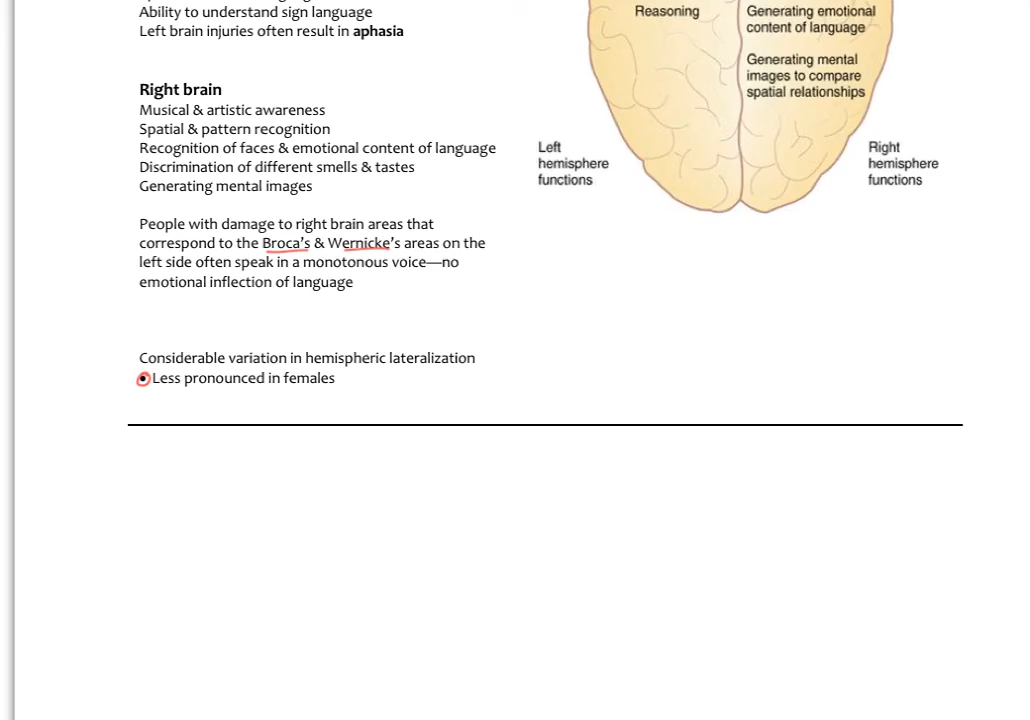 Ability to understand sign language
Left brain injuries often result in aphasia
Right brain
Musical & artistic awareness
Spatial & pattern recognition
Recognition of faces & emotional content of language
Discrimination of different smells & tastes
Generating mental images
People with damage to right brain areas that
correspond to the Broca's & Wernicke's areas on the
left side often speak in a monotonous voice—no
emotional inflection of language
Considerable variation in hemispheric lateralization
•Less pronounced in females
Reasoning
Generating emotional
content of language
Generating mental
images to compare
spatial relationships
Left
hemisphere
functions
Right
hemisphere
functions